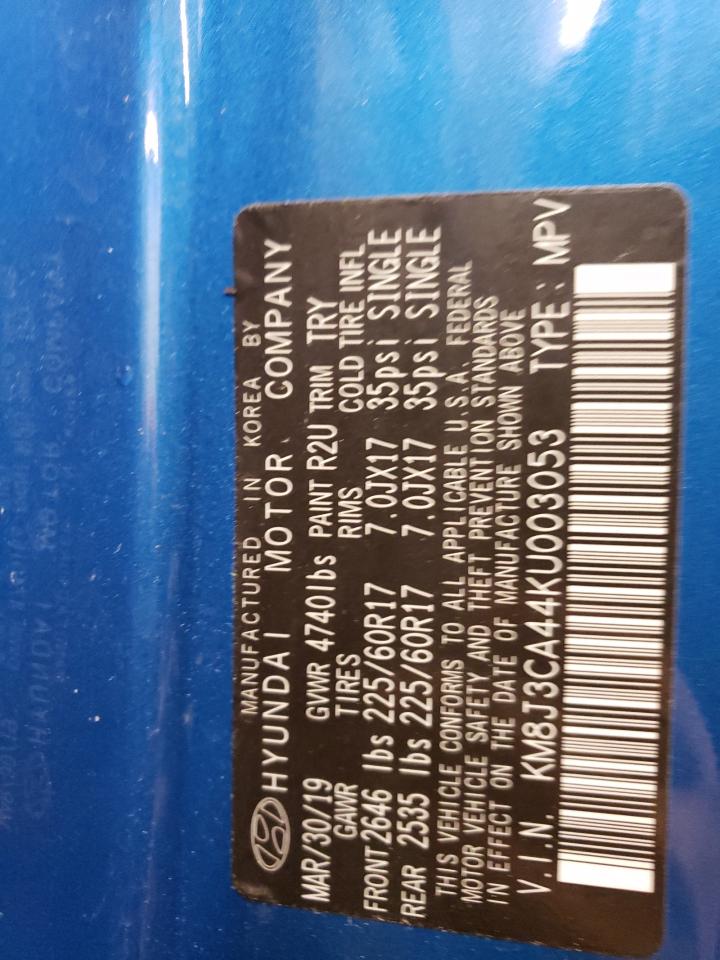 MANUFACTURED IN KOREA BY
HYUNDAI MOTOR COMPANY
MAR/30/19 GVWR 4740lbs PAINT R2U TRIM TRY
GAWR TIRES RIMS COLD TIRE INFL
FRONT 2646 lbs 225/60R17 7.0JX17 35psi SINGLE
REAR 2535 lbs 225/60R17 7.0JX17 35psi SINGLE
THIS VEHICLE CONFORMS TO ALL APPLICABLE U.S.A. FEDERAL
MOTOR VEHICLE SAFETY AND THEFT PREVENTION STANDARDS
IN EFFECT ON THE DATE OF MANUFACTURE SHOWN ABOVE
V.I.N. KM8J3CA44KU003053 TYPE: MPV